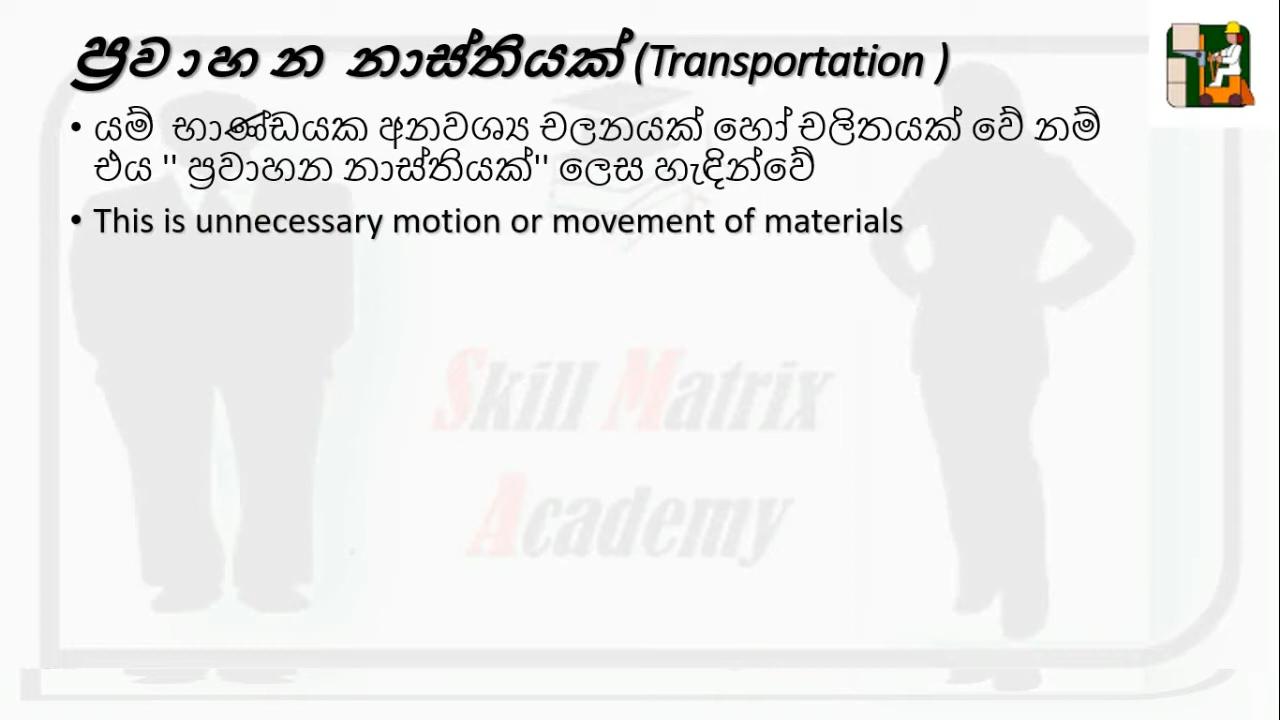 ප්‍රවාහන නාස්තියක් (Transportation )
• යම් භාණ්ඩයක අනවශ්‍ය චලනයක් හෝ චලිතයක් වේ නම්
එය " ප්‍රවාහන නාස්තියක්" ලෙස හැඳින්වේ
• This is unnecessary motion or movement of materials
Skill Matrix
Academy